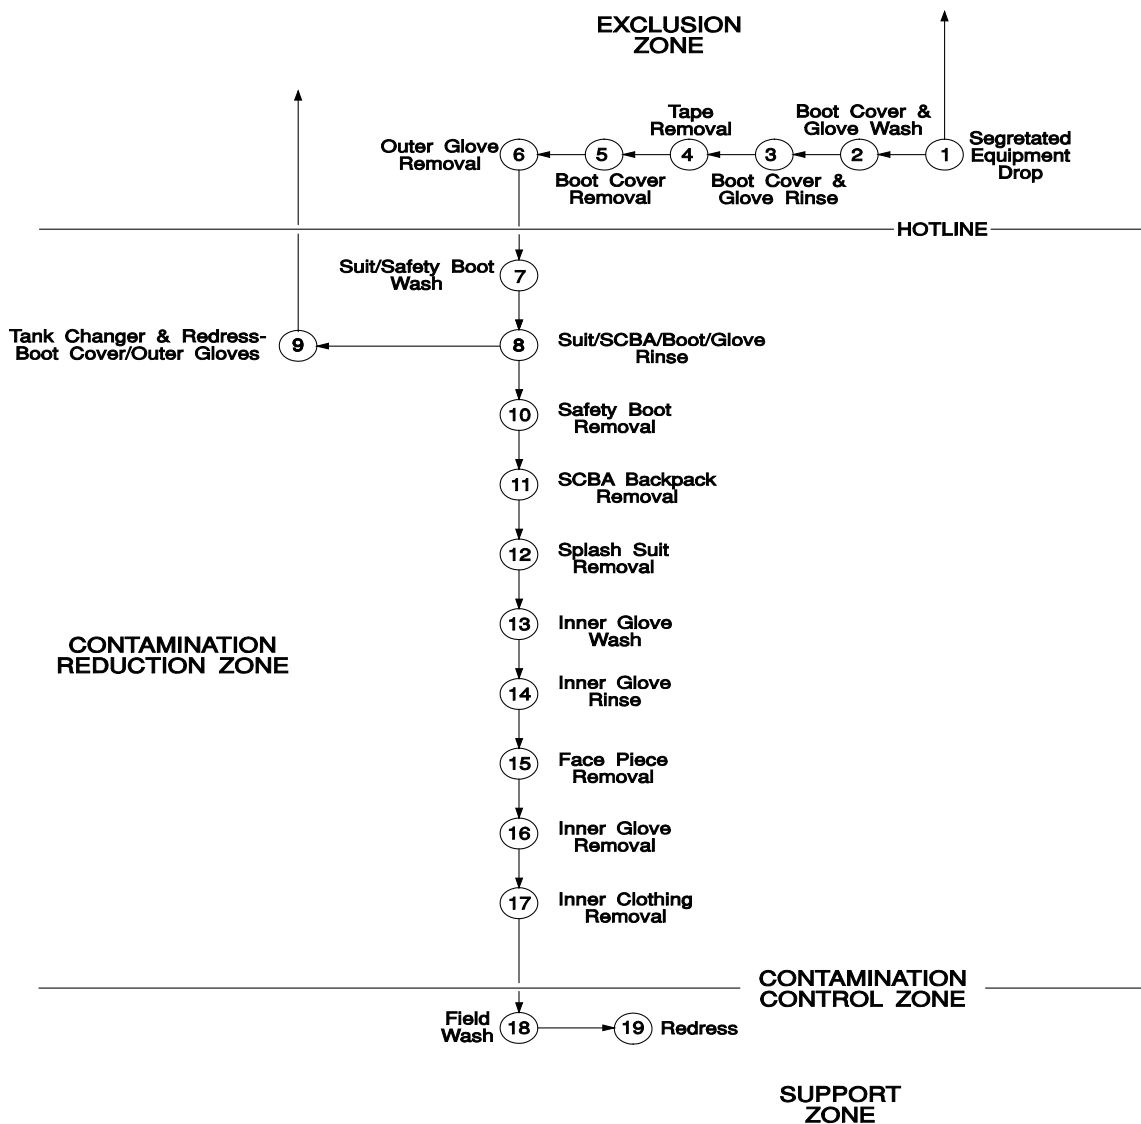 EXCLUSION
ZONE
Outer Glove
Removal
6
5
Boot Cover
Removal
Tape
Removal
4
3
Boot Cover &
Glove Rinse
Boot Cover &
Glove Wash
2
1
Segretated
Equipment
Drop
HOTLINE
Suit/Safety Boot
Wash
7
Tank Changer & Redress-
Boot Cover/Outer Gloves
9
8
Suit/SCBA/Boot/Glove
Rinse
10
Safety Boot
Removal
11
SCBA Backpack
Removal
12
Splash Suit
Removal
13
Inner Glove
Wash
CONTAMINATION
REDUCTION ZONE
14
Inner Glove
Rinse
15
Face Piece
Removal
16
Inner Glove
Removal
17
Inner Clothing
Removal
CONTAMINATION
CONTROL ZONE
Field
Wash
18
19
Redress
SUPPORT
ZONE